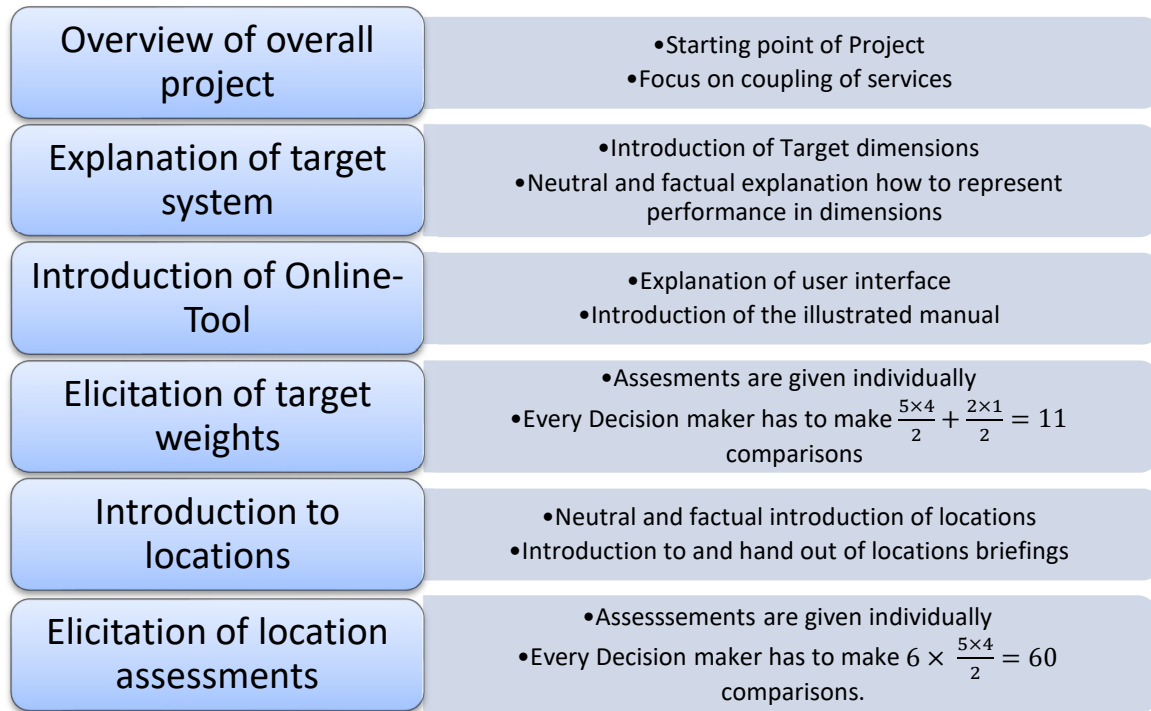 Overview of overall
project
•Starting point of Project
•Focus on coupling of services
Explanation of target
system
•Introduction of Target dimensions
•Neutral and factual explanation how to represent
performance in dimensions
Introduction of Online-
Tool
•Explanation of user interface
•Introduction of the illustrated manual
Elicitation of target
weights
•Assesments are given individually
•Every Decision maker has to make 5×4/2 + 2×1/2 = 11
comparisons
Introduction to
locations
•Neutral and factual introduction of locations
•Introduction to and hand out of locations briefings
Elicitation of location
assessments
•Assesssements are given individually
•Every Decision maker has to make 6 × 5×4/2 = 60
comparisons.